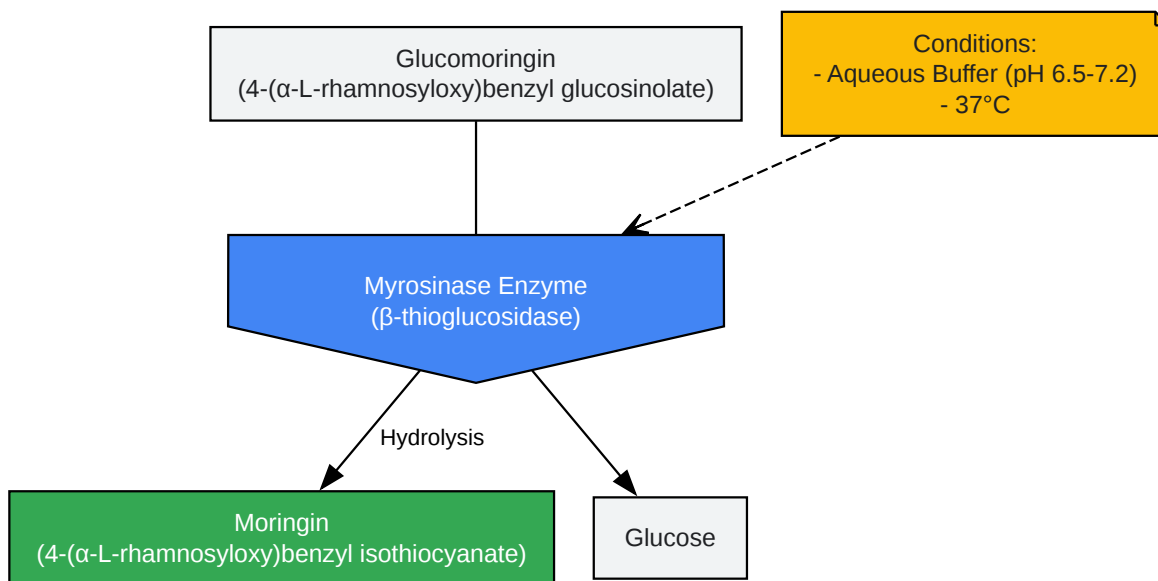 Glucomoringin
(4-(α-L-rhamnosyloxy)benzyl glucosinolate)
Conditions:
- Aqueous Buffer (pH 6.5-7.2)
- 37°C
Myrosinase Enzyme
(β-thioglucosidase)
Hydrolysis
Moringin
(4-(α-L-rhamnosyloxy)benzyl isothiocyanate)
Glucose